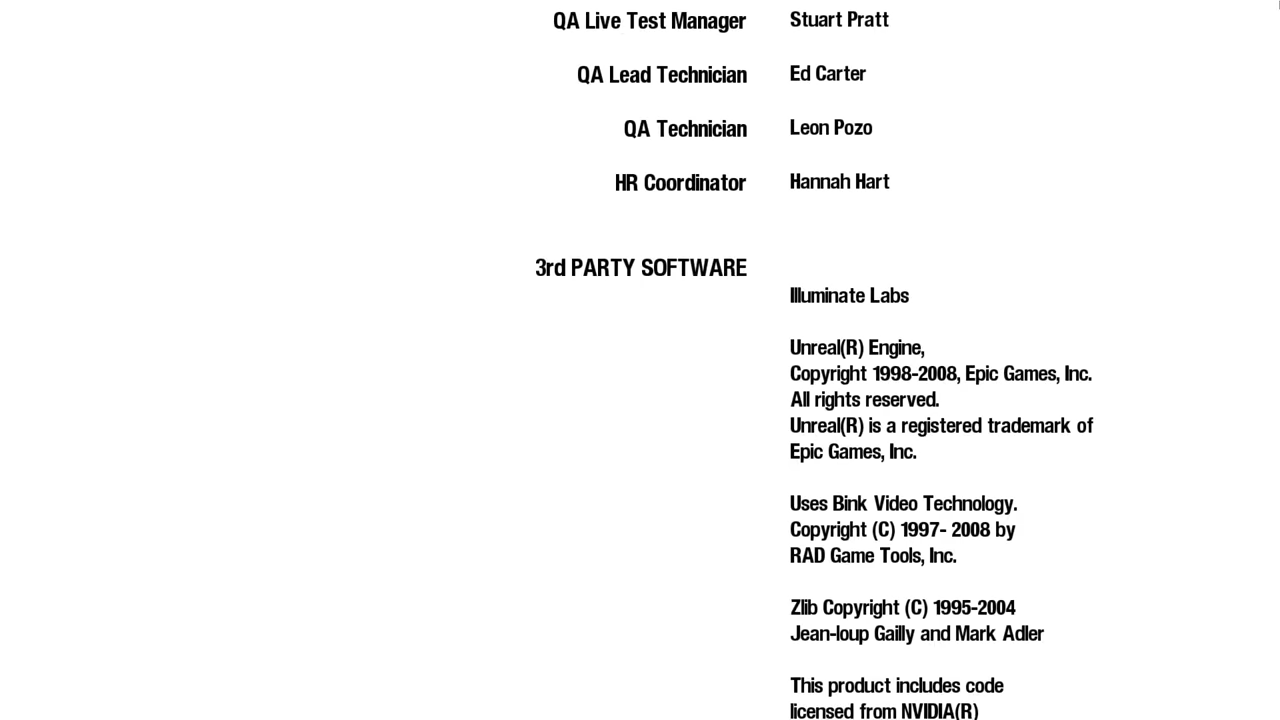 QA Live Test Manager Stuart Pratt
QA Lead Technician Ed Carter
QA Technician Leon Pozo
HR Coordinator Hannah Hart
3rd PARTY SOFTWARE
Illuminate Labs
Unreal(R) Engine,
Copyright 1998-2008, Epic Games, Inc.
All rights reserved.
Unreal(R) is a registered trademark of
Epic Games, Inc.
Uses Bink Video Technology.
Copyright (C) 1997- 2008 by
RAD Game Tools, Inc.
Zlib Copyright (C) 1995-2004
Jean-loup Gailly and Mark Adler
This product includes code
licensed from NVIDIA(R)